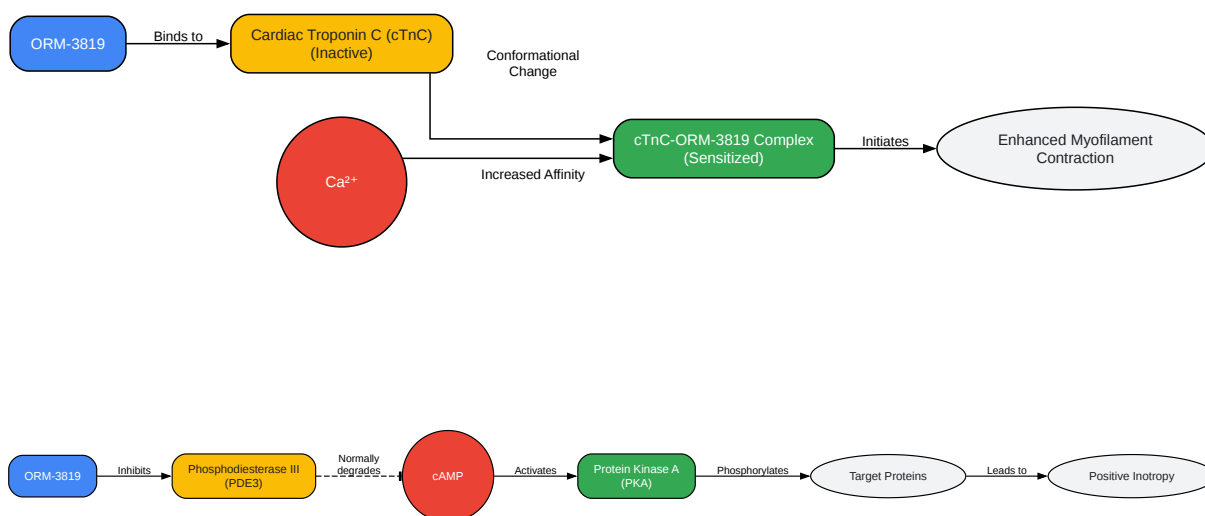 ORM-3819
Binds to
Cardiac Troponin C (cTnC)
(Inactive)
Conformational
Change
Ca²⁺
Increased Affinity
cTnC-ORM-3819 Complex
(Sensitized)
Initiates
Enhanced Myofilament
Contraction
ORM-3819
Inhibits
Phosphodiesterase III
(PDE3)
Normally
degrades
cAMP
Activates
Protein Kinase A
(PKA)
Phosphorylates
Target Proteins
Leads to
Positive Inotropy